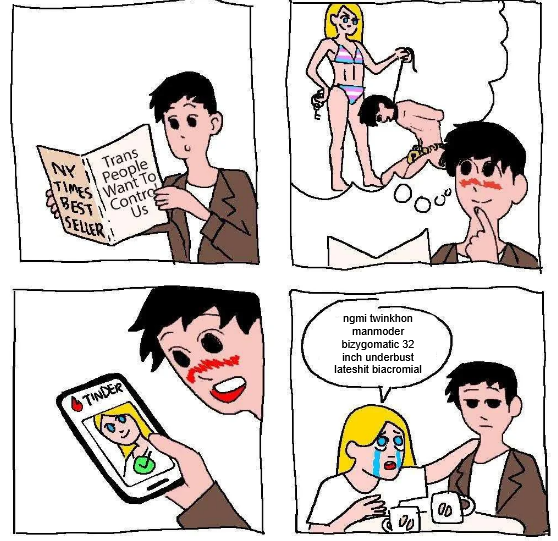 NY
TIMES
BEST
SELLER
Trans
People
Want To
Contro
Us
TINDER
ngmi twinkhon
manmoder
bizygomatic 32
inch underbust
lateshit biacromial